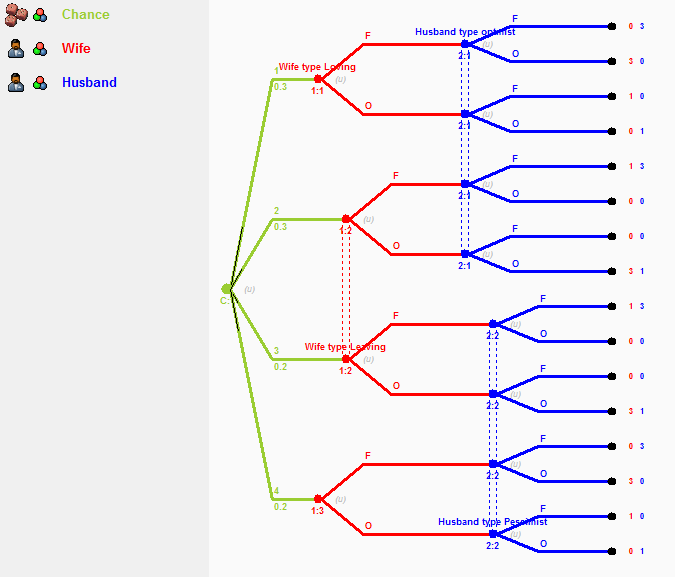 Chance
Wife
Husband
1
0.3
Wife type Loving
1:1
(u)
F
O
Husband type optimist
2:1
(u)
F
0 3
O
3 0
2:1
(u)
F
1 0
O
0 1
2
0.3
1:2
(u)
F
O
2:1
(u)
F
1 3
O
0 0
2:1
(u)
F
0 0
O
3 1
C:
(u)
3
0.2
Wife type Leaving
1:2
(u)
F
O
2:2
(u)
F
1 3
O
0 0
2:2
(u)
F
0 0
O
3 1
4
0.2
1:3
(u)
F
O
2:2
(u)
F
0 3
O
3 0
Husband type Pessimist
2:2
(u)
F
1 0
O
0 1